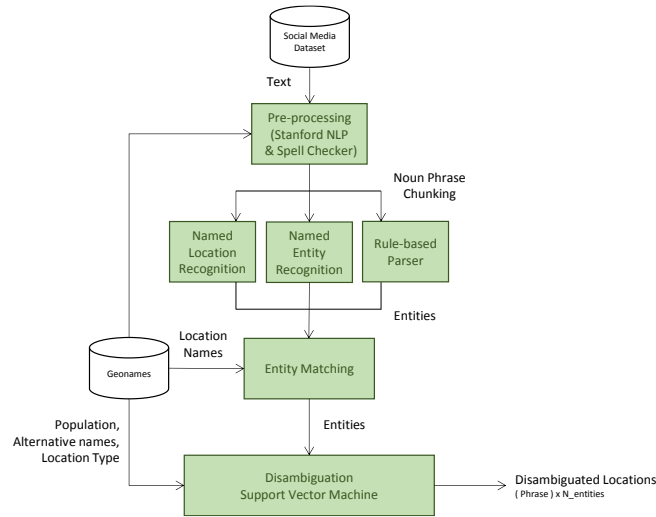 Social Media
Dataset
Text
Pre-processing
(Stanford NLP
& Spell Checker)
Noun Phrase
Chunking
Named
Location
Recognition
Named
Entity
Recognition
Rule-based
Parser
Entities
Location
Names
Geonames
Entity Matching
Population,
Alternative names,
Location Type
Entities
Disambiguation
Support Vector Machine
Disambiguated Locations
( Phrase ) x N_entities